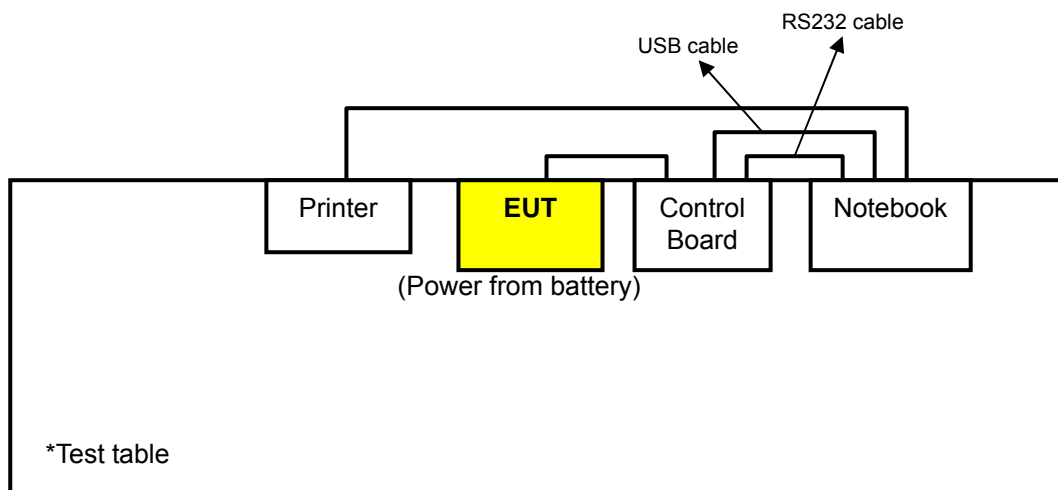 RS232 cable
USB cable
Printer
EUT
Control
Board
Notebook
(Power from battery)
*Test table